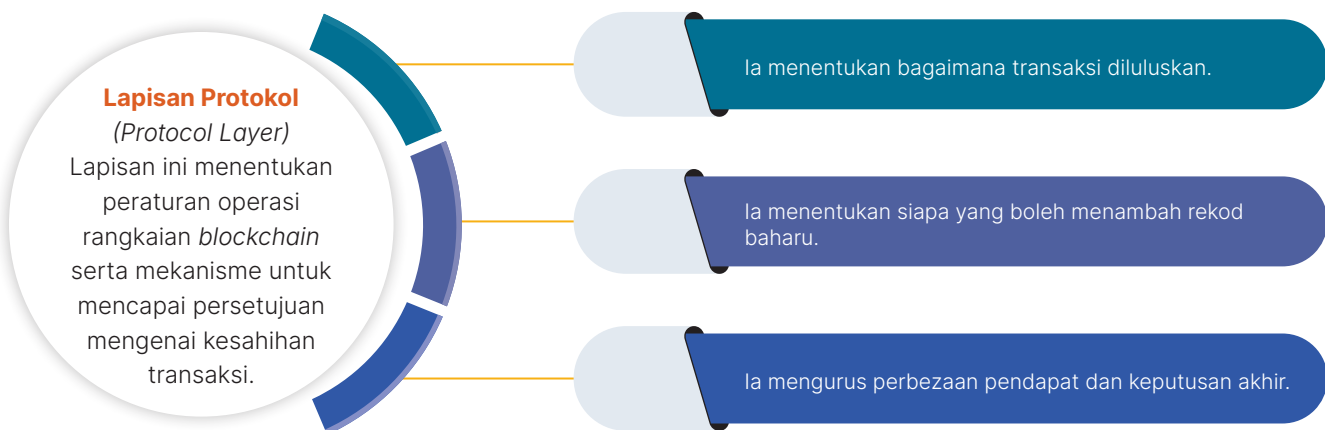 Lapisan Protokol
(Protocol Layer)
Lapisan ini menentukan
peraturan operasi
rangkaian blockchain
serta mekanisme untuk
mencapai persetujuan
mengenai kesahihan
transaksi.
Ia menentukan bagaimana transaksi diluluskan.
Ia menentukan siapa yang boleh menambah rekod
baharu.
Ia mengurus perbezaan pendapat dan keputusan akhir.